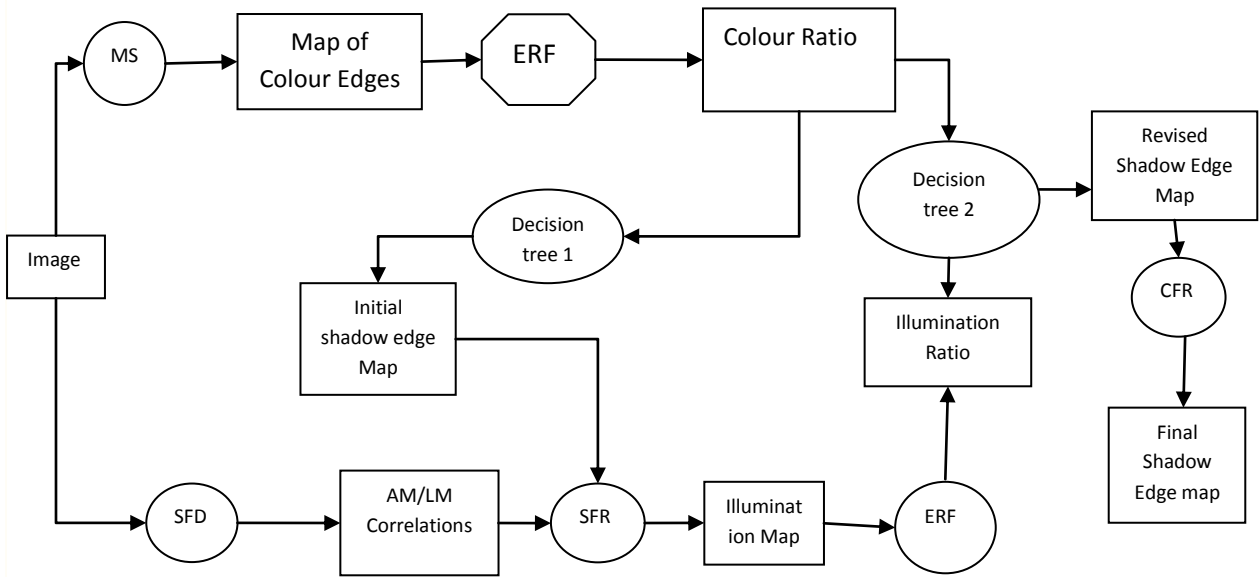 MS
Map of
Colour Edges
ERF
Colour Ratio
Revised
Shadow Edge
Map
Decision
tree 2
Decision
tree 1
Image
CFR
Initial
shadow edge
Map
Illumination
Ratio
Final
Shadow
Edge map
SFD
AM/LM
Correlations
SFR
Illuminat
ion Map
ERF